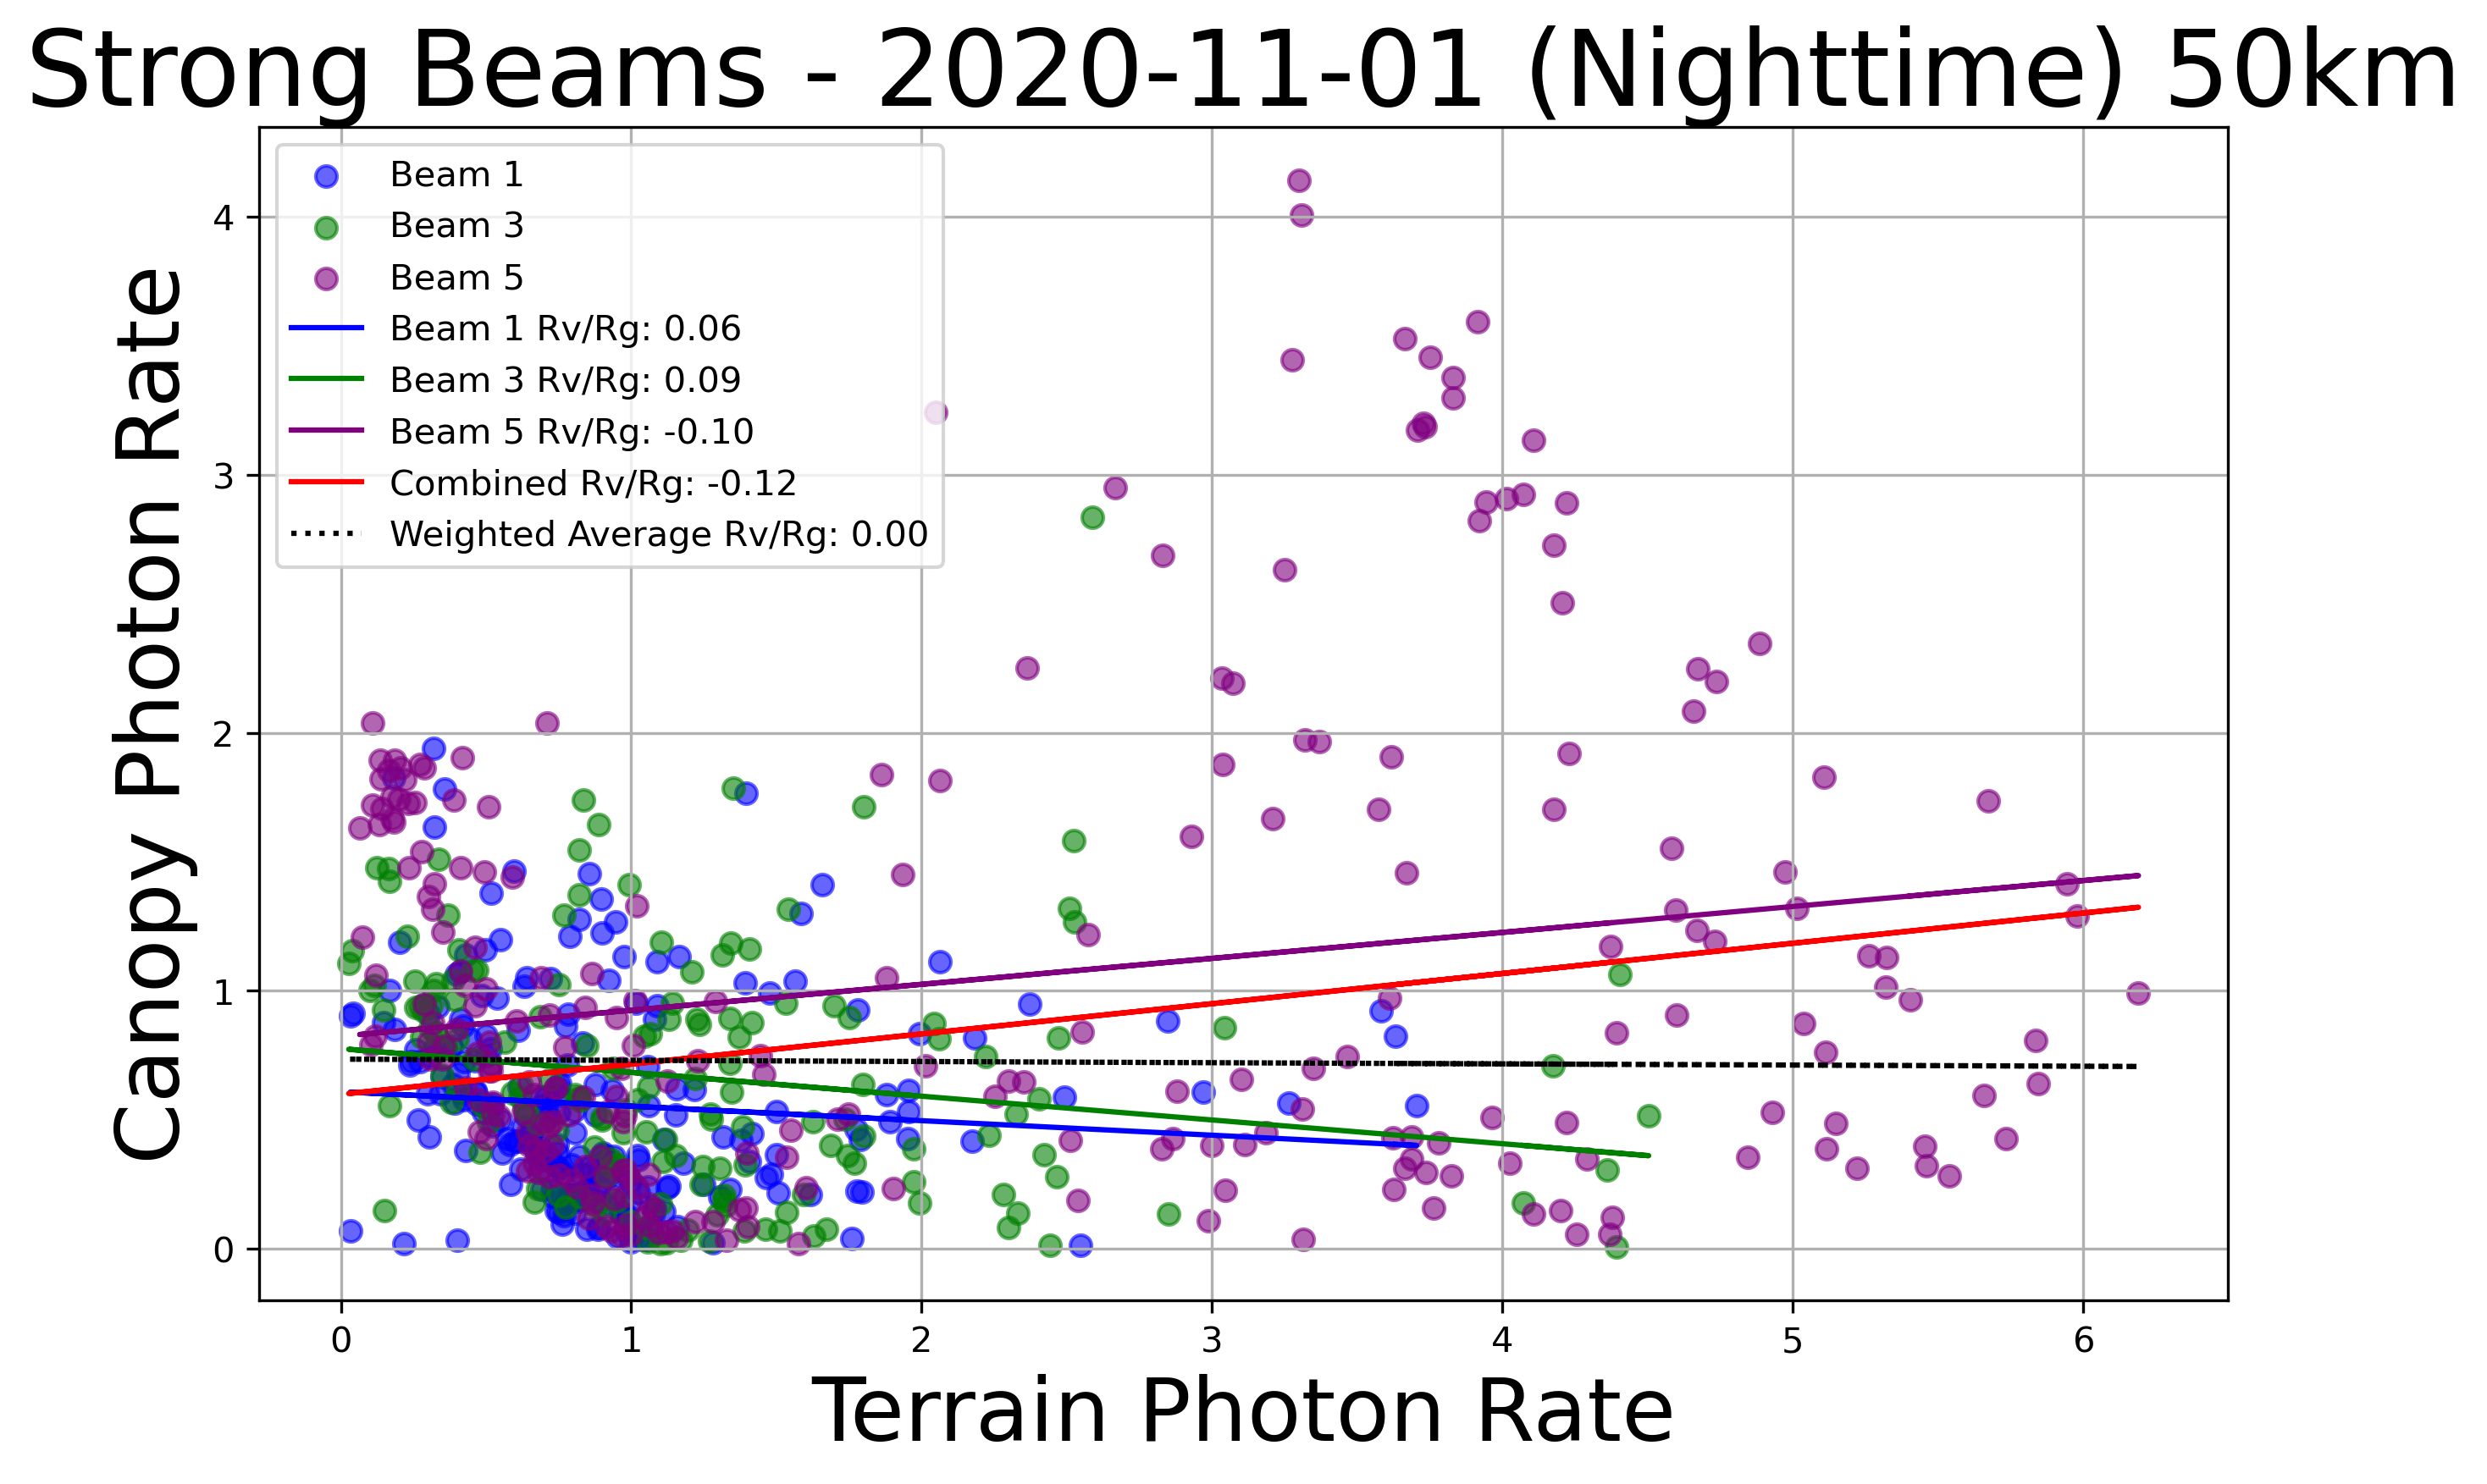 Strong Beams - 2020-11-01 (Nighttime) 50km
Beam 1
Beam 3
Beam 5
Beam 1 Rv/Rg: 0.06
Beam 3 Rv/Rg: 0.09
Beam 5 Rv/Rg: -0.10
Combined Rv/Rg: -0.12
Weighted Average Rv/Rg: 0.00
Canopy Photon Rate
4
3
2
1
0
0 1 2 3 4 5 6
Terrain Photon Rate